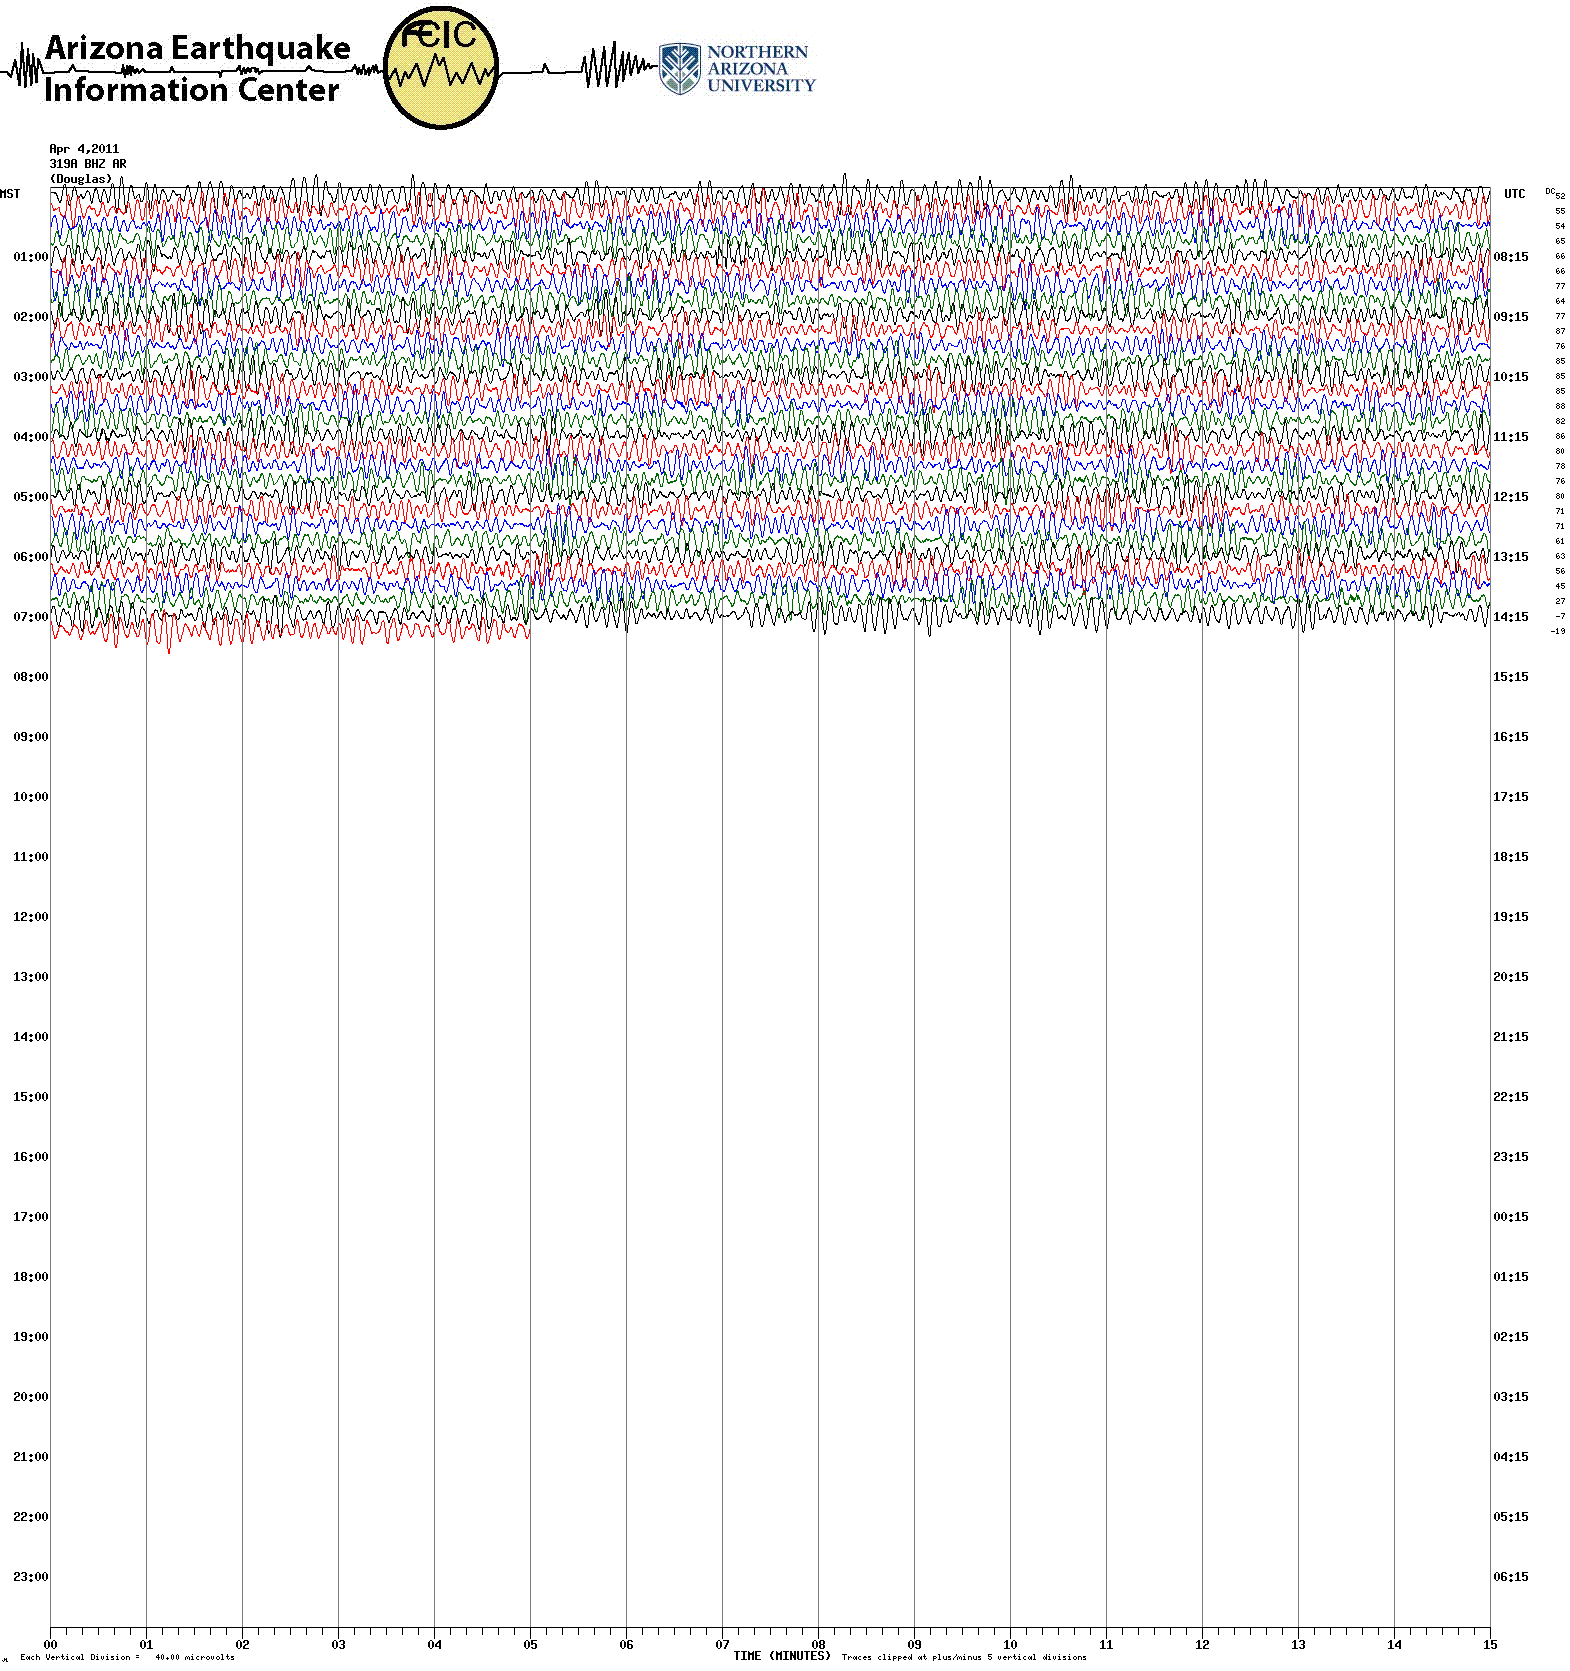 Arizona Earthquake
Information Center
ÆEIC
NORTHERN
ARIZONA
UNIVERSITY
Apr 4,2011
319A BHZ AR
(Douglas)
MST UTC DC 52
55
54
65
01:00 08:15 66
66
77
64
02:00 09:15 77
87
76
85
03:00 10:15 85
85
88
82
04:00 11:15 86
80
78
76
05:00 12:15 80
71
71
61
06:00 13:15 63
56
45
27
07:00 14:15 -7
-19
08:00 15:15
09:00 16:15
10:00 17:15
11:00 18:15
12:00 19:15
13:00 20:15
14:00 21:15
15:00 22:15
16:00 23:15
17:00 00:15
18:00 01:15
19:00 02:15
20:00 03:15
21:00 04:15
22:00 05:15
23:00 06:15
00 01 02 03 04 05 06 07 08 09 10 11 12 13 14 15
Each Vertical Division = 40.00 microvolts TIME (MINUTES) Traces clipped at plus/minus 5 vertical divisions